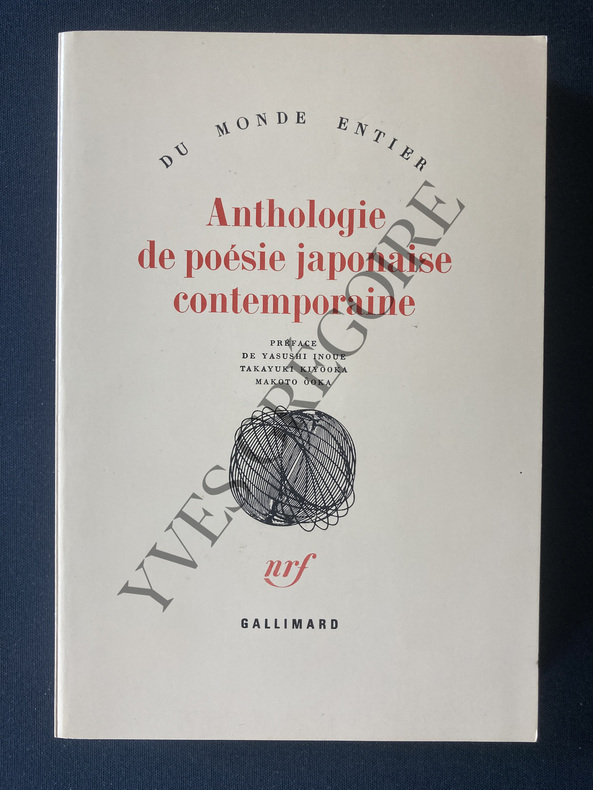 DU MONDE ENTIER
Anthologie
de poésie japonaise
contemporaine
PRÉFACE
DE YASUSHI INOUE
TAKAYUKI KIYOOKA
MAKOTO OOKA
YVES GRÉGOIRE
nrf
GALLIMARD